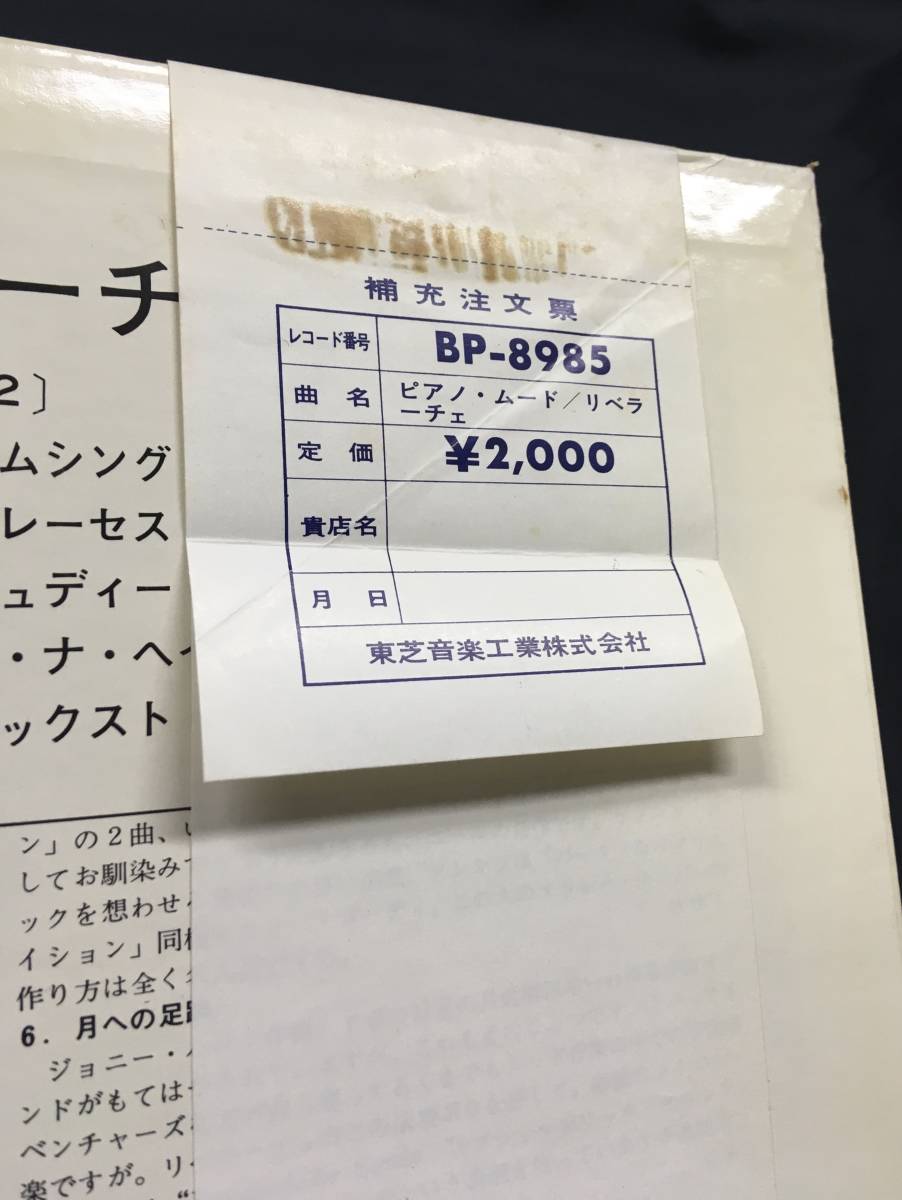 ーチ
2〕
ムシング
レーセス
ュディー
・ナ・ヘイ
ックスト
補充注文票
レコード番号 BP-8985
曲名 ピアノ・ムード／リベラ
ーチェ
定価 ¥2,000
貴店名
月日
東芝音楽工業株式会社
ン」の2曲、い
してお馴染みで
ックを想わせる
イション」同様
作り方は全く
6. 月への足跡
ジョニー・
ンドがもては
ベンチャーズ
楽ですが。リ